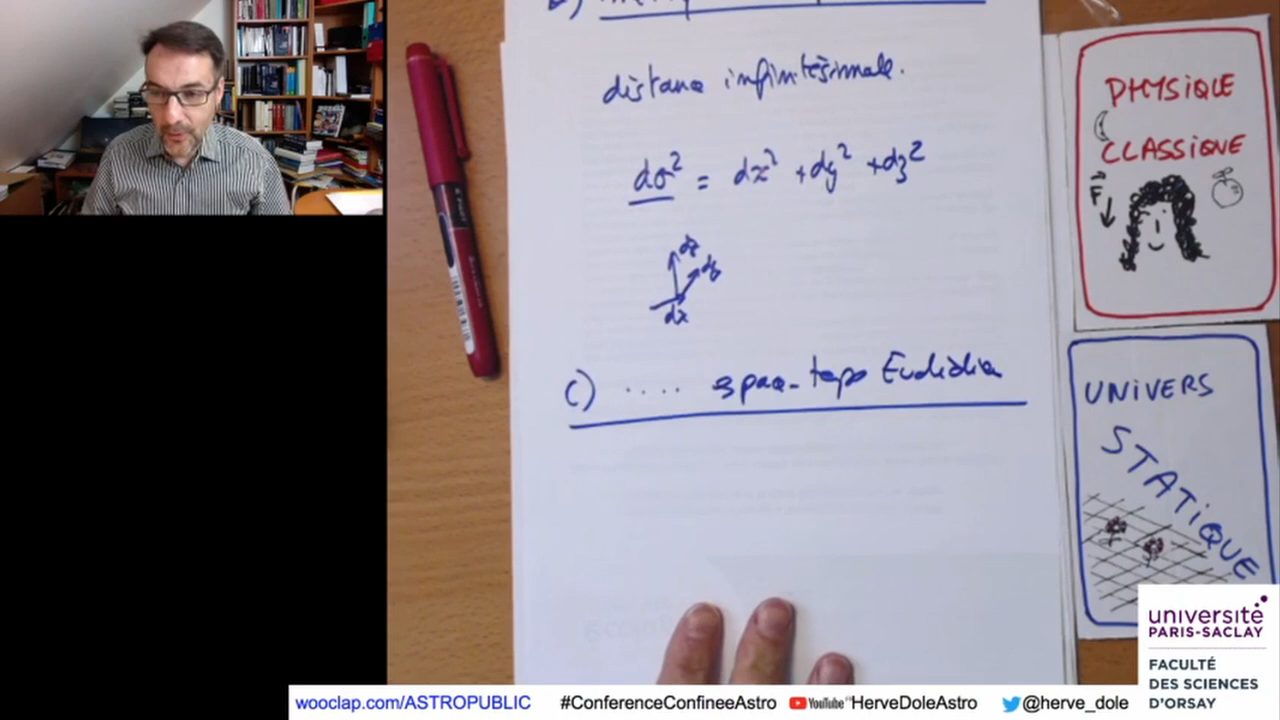 distance infinitésimale.
dσ² = dx² + dy² + dz²
dz
dy
dx
C) .... espace-temps Euclidien
PHYSIQUE
CLASSIQUE
F
UNIVERS
STATIQUE
université
PARIS-SACLAY
FACULTÉ
DES SCIENCES
D'ORSAY
wooclap.com/ASTROPUBLIC #ConferenceConfineeAstro YouTube HerveDoleAstro @herve_dole